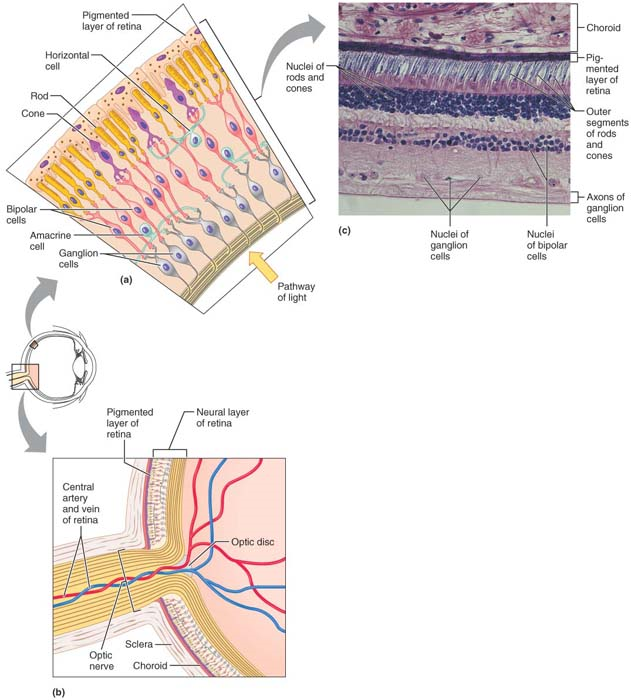 Pigmented
layer of retina
Horizontal
cell
Rod
Cone
Bipolar
cells
Amacrine
cell
Ganglion
cells
(a)
Pathway
of light
Nuclei of
rods and
cones
Choroid
Pig-
mented
layer of
retina
Outer
segments
of rods
and
cones
Axons of
ganglion
cells
(c)
Nuclei of
ganglion
cells
Nuclei
of bipolar
cells
Pigmented
layer of
retina
Neural layer
of retina
Central
artery
and vein
of retina
Optic disc
Sclera
Optic
nerve
Choroid
(b)